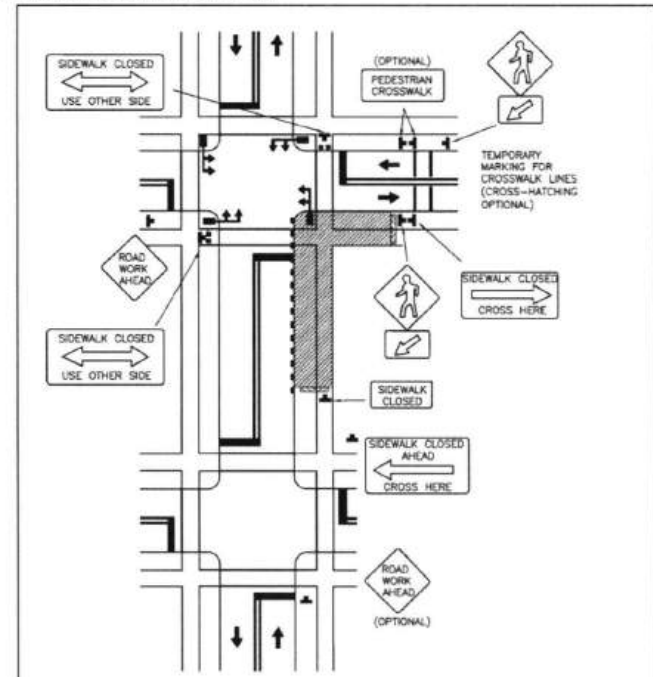 SIDEWALK CLOSED
USE OTHER SIDE
(OPTIONAL)
PEDESTRIAN
CROSSWALK
TEMPORARY
MARKING FOR
CROSSWALK LINES
(CROSS-HATCHING
OPTIONAL)
ROAD
WORK
AHEAD
SIDEWALK CLOSED
CROSS HERE
SIDEWALK CLOSED
USE OTHER SIDE
SIDEWALK
CLOSED
SIDEWALK CLOSED
AHEAD
CROSS HERE
ROAD
WORK
AHEAD
(OPTIONAL)